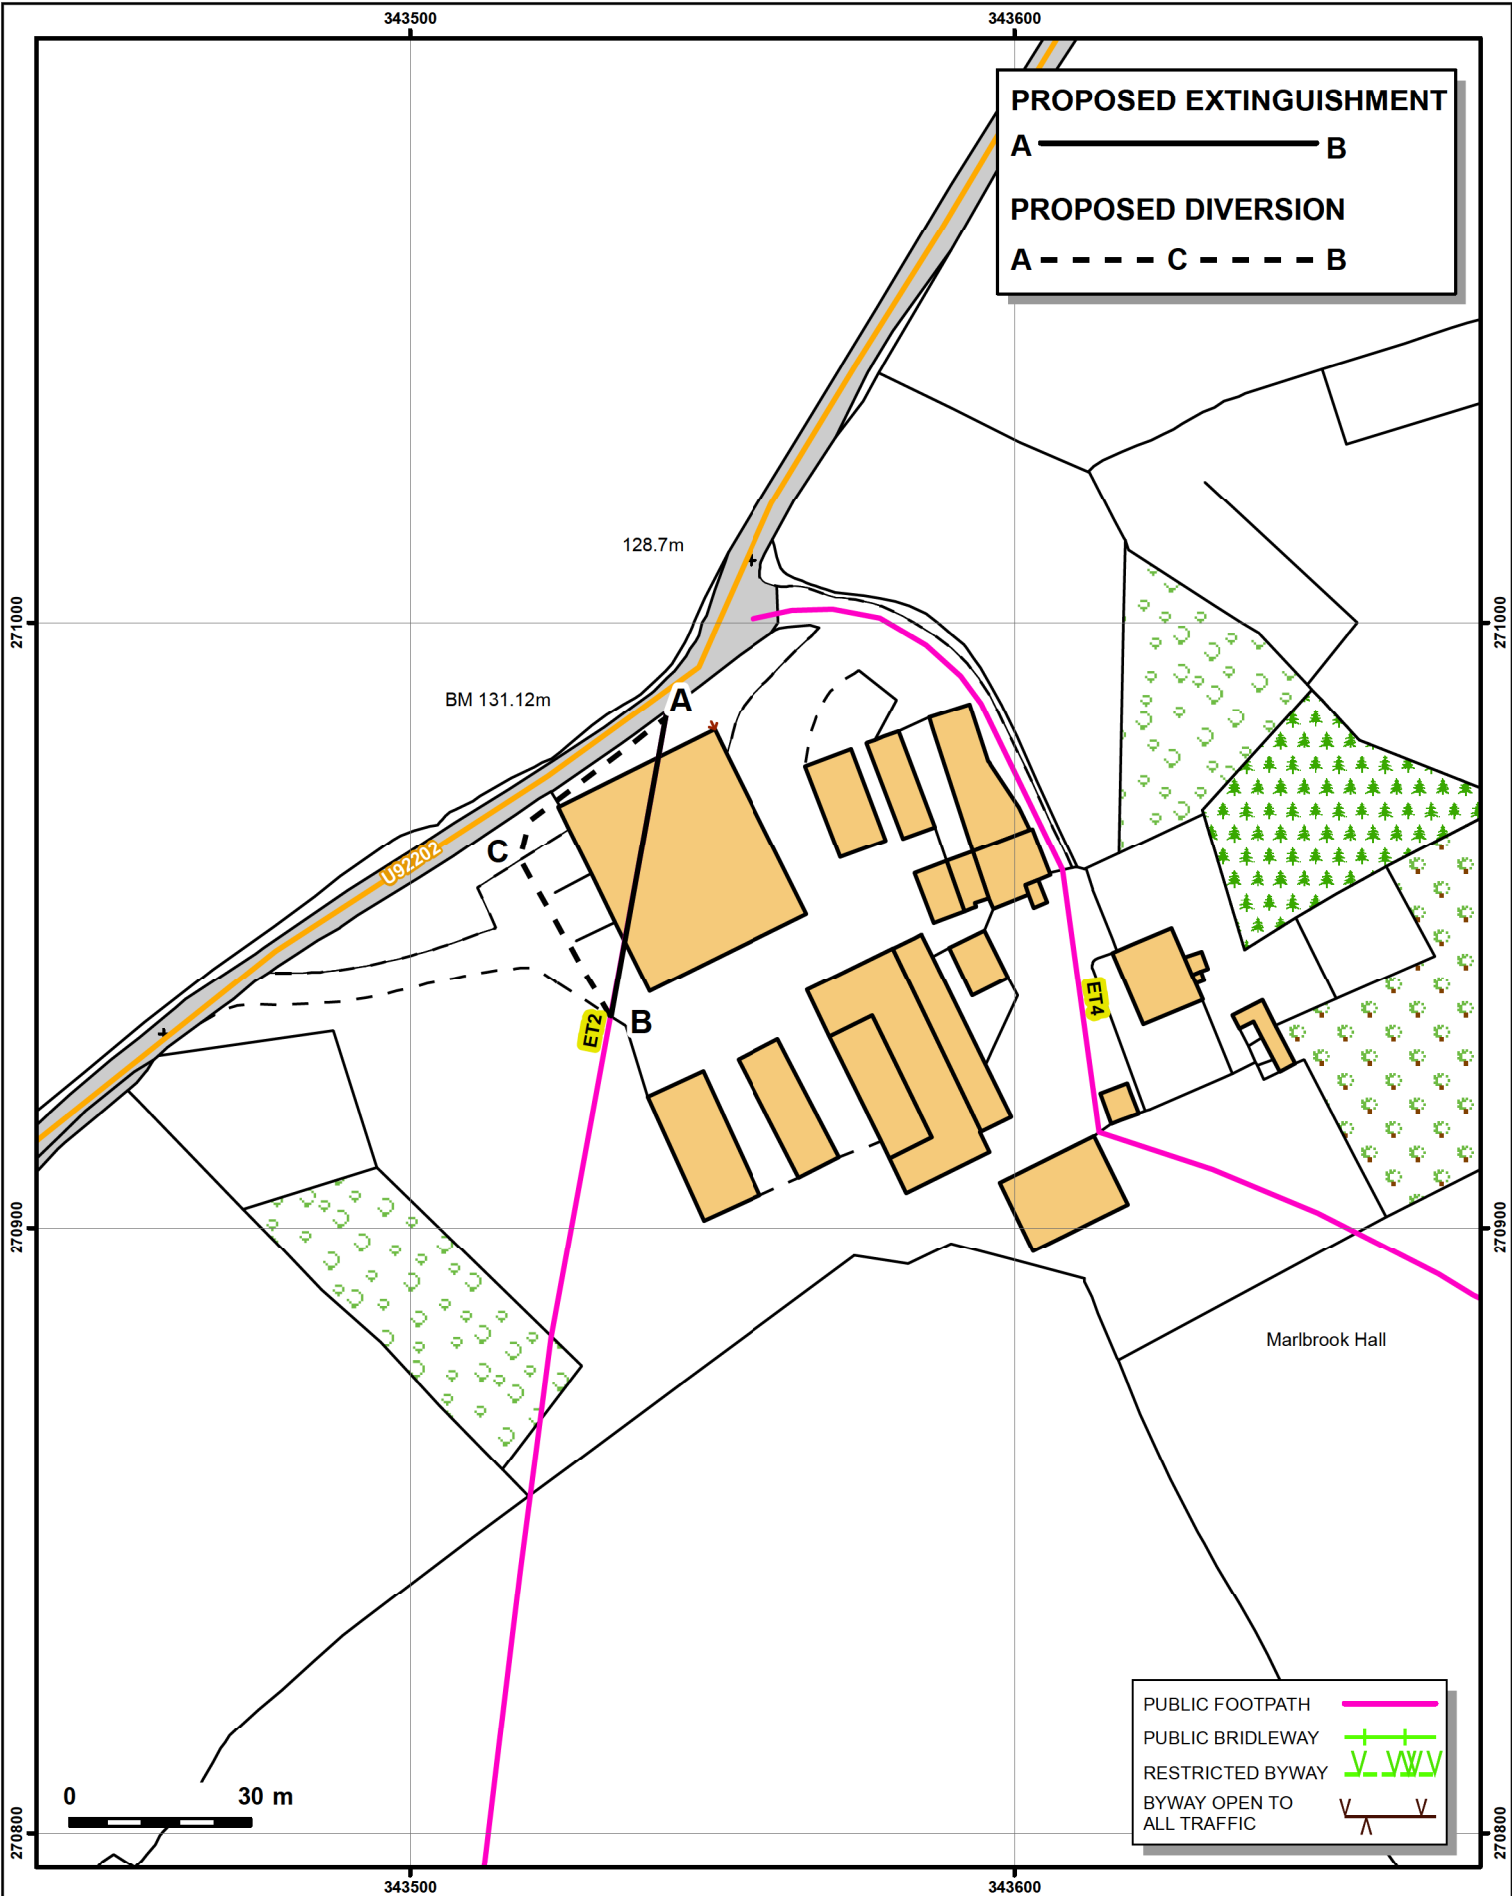 343500
343600
PROPOSED EXTINGUISHMENT
A
B
PROPOSED DIVERSION
A
C
B
128.7m
271000
271000
BM 131.12m
A
C
U92202
B
ET2
ET4
270900
270900
Marlbrook Hall
PUBLIC FOOTPATH
PUBLIC BRIDLEWAY
RESTRICTED BYWAY
BYWAY OPEN TO
ALL TRAFFIC
0
30 m
270800
270800
343500
343600